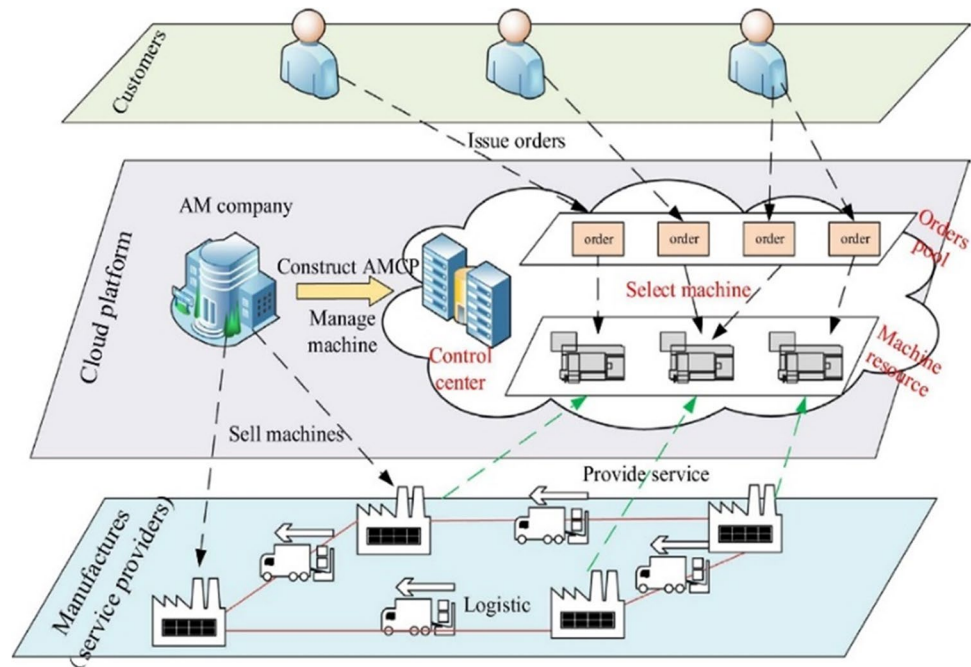 Customers
Issue orders
Cloud platform
AM company
Construct AMCP
Manage
machine
Control
center
order
order
order
order
Orders
pool
Select machine
Machine
resource
Sell machines
Provide service
Manufactures
(service providers)
Logistic